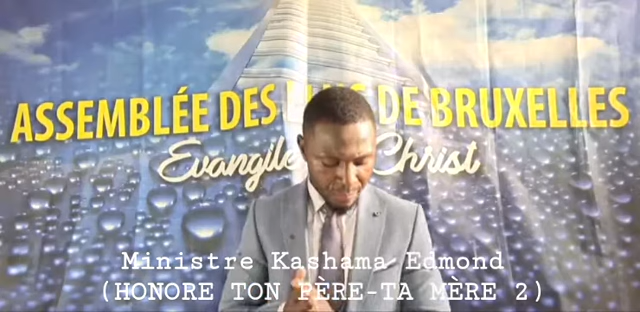 ASSEMBLÉE DES DE BRUXELLES
Evangile Christ
Ministre Kashama Edmond
(HONORE TON PÈRE-TA MÈRE 2)